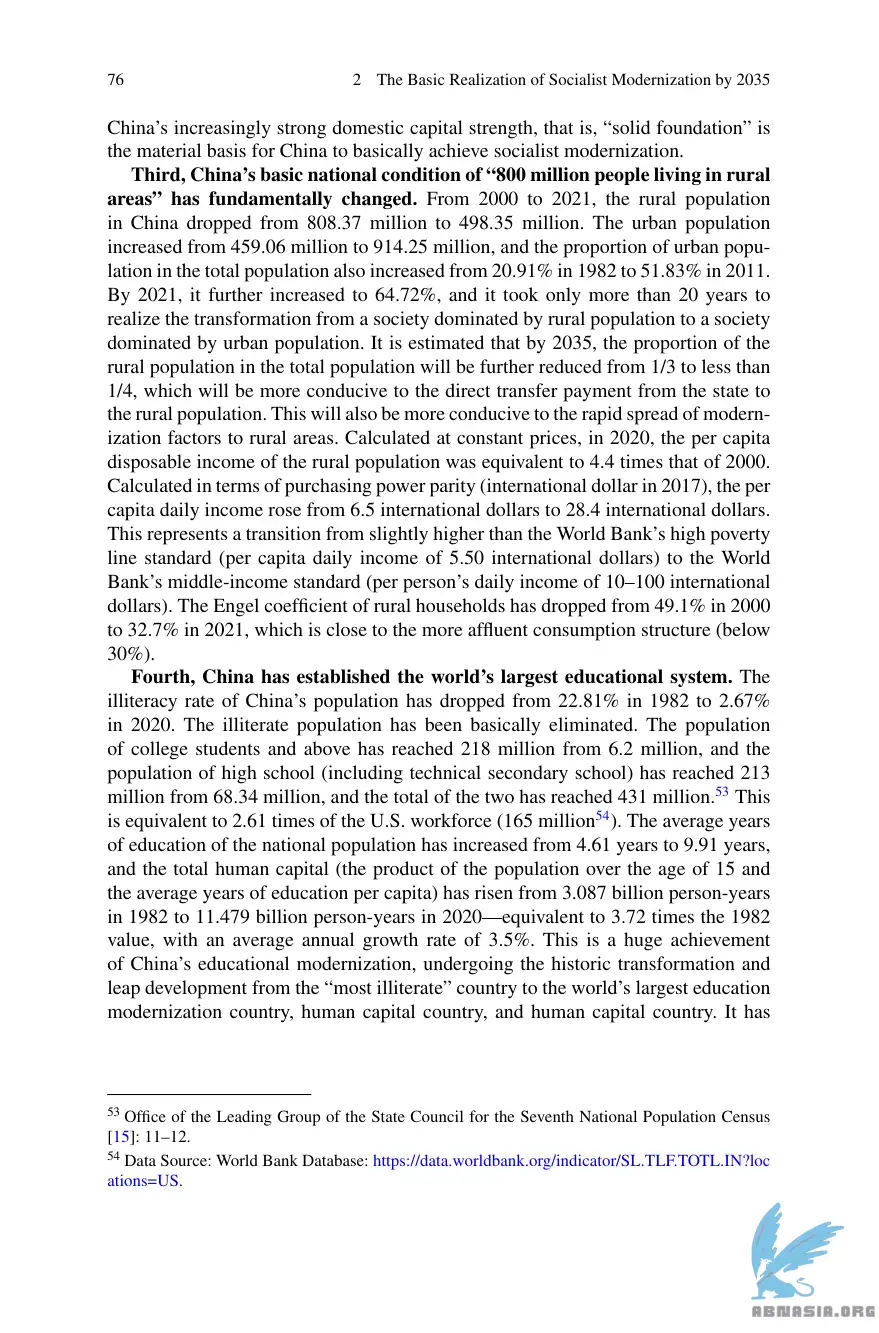 76 2 The Basic Realization of Socialist Modernization by 2035
China’s increasingly strong domestic capital strength, that is, “solid foundation” is
the material basis for China to basically achieve socialist modernization.
Third, China’s basic national condition of “800 million people living in rural
areas” has fundamentally changed. From 2000 to 2021, the rural population
in China dropped from 808.37 million to 498.35 million. The urban population
increased from 459.06 million to 914.25 million, and the proportion of urban popu-
lation in the total population also increased from 20.91% in 1982 to 51.83% in 2011.
By 2021, it further increased to 64.72%, and it took only more than 20 years to
realize the transformation from a society dominated by rural population to a society
dominated by urban population. It is estimated that by 2035, the proportion of the
rural population in the total population will be further reduced from 1/3 to less than
1/4, which will be more conducive to the direct transfer payment from the state to
the rural population. This will also be more conducive to the rapid spread of modern-
ization factors to rural areas. Calculated at constant prices, in 2020, the per capita
disposable income of the rural population was equivalent to 4.4 times that of 2000.
Calculated in terms of purchasing power parity (international dollar in 2017), the per
capita daily income rose from 6.5 international dollars to 28.4 international dollars.
This represents a transition from slightly higher than the World Bank’s high poverty
line standard (per capita daily income of 5.50 international dollars) to the World
Bank’s middle-income standard (per person’s daily income of 10–100 international
dollars). The Engel coefficient of rural households has dropped from 49.1% in 2000
to 32.7% in 2021, which is close to the more affluent consumption structure (below
30%).
Fourth, China has established the world’s largest educational system. The
illiteracy rate of China’s population has dropped from 22.81% in 1982 to 2.67%
in 2020. The illiterate population has been basically eliminated. The population
of college students and above has reached 218 million from 6.2 million, and the
population of high school (including technical secondary school) has reached 213
million from 68.34 million, and the total of the two has reached 431 million.53 This
is equivalent to 2.61 times of the U.S. workforce (165 million54). The average years
of education of the national population has increased from 4.61 years to 9.91 years,
and the total human capital (the product of the population over the age of 15 and
the average years of education per capita) has risen from 3.087 billion person-years
in 1982 to 11.479 billion person-years in 2020—equivalent to 3.72 times the 1982
value, with an average annual growth rate of 3.5%. This is a huge achievement
of China’s educational modernization, undergoing the historic transformation and
leap development from the “most illiterate” country to the world’s largest education
modernization country, human capital country, and human capital country. It has
53 Office of the Leading Group of the State Council for the Seventh National Population Census
[15]: 11–12.
54 Data Source: World Bank Database: https://data.worldbank.org/indicator/SL.TLF.TOTL.IN?loc
ations=US.
ABNASIA.ORG